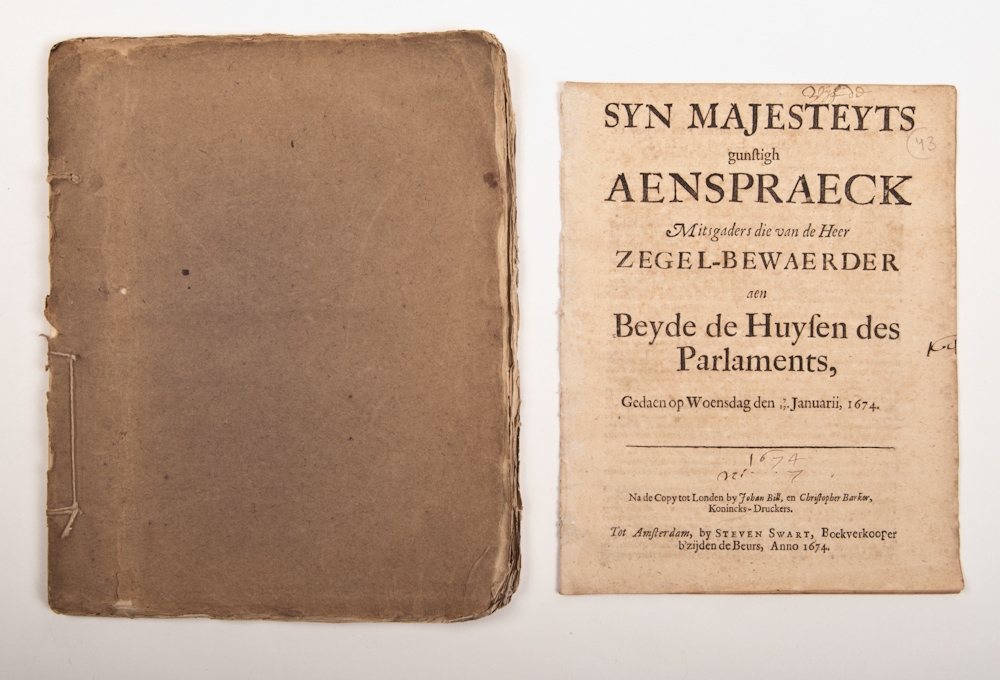 SYN MAJESTEYTS
43
gunſtigh
AENSPRAECK
Mitsgaders die van de Heer
ZEGEL-BEWAERDER
aen
Beyde de Huyſen des
Parlaments,
Gedaen op Woensdag den Januarii, 1674.
1674
Na de Copy tot Londen by Johan Bill, en Chriſtopher Barker,
Konincks-Druckers.
Tot Amſterdam, by STEVEN SWART, Boekverkooper
b'zijden de Beurs, Anno 1674.